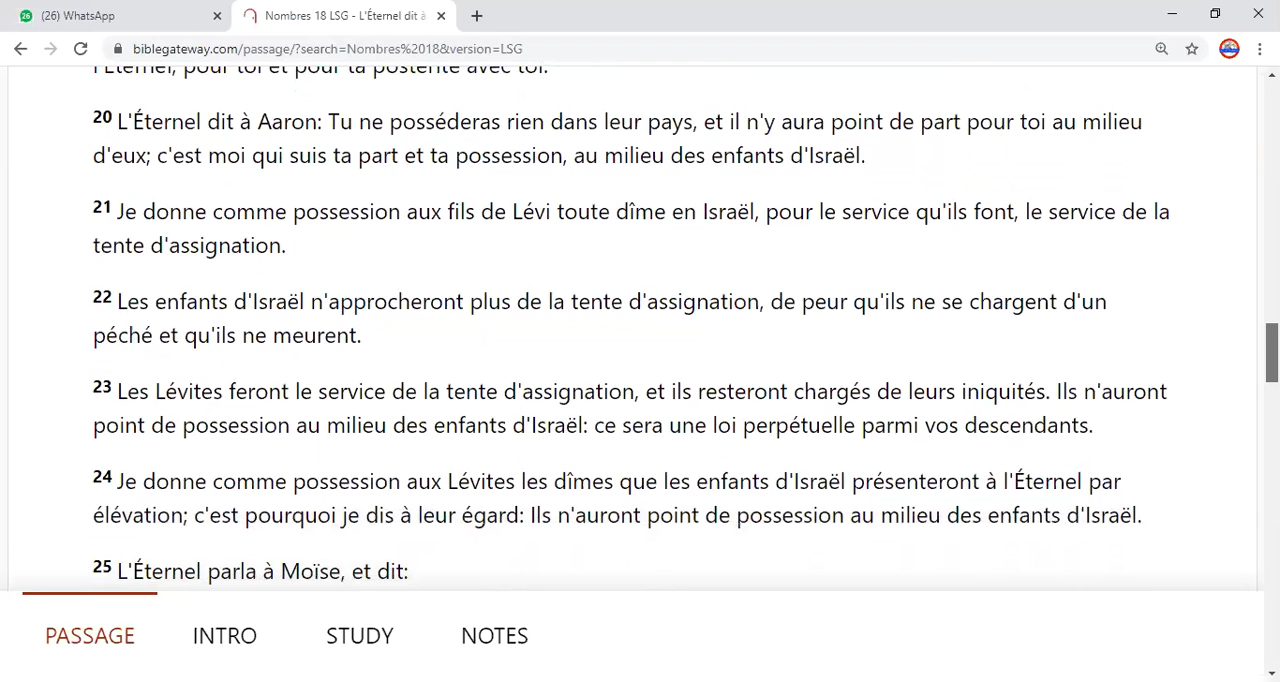 (26) WhatsApp
Nombres 18 LSG - L'Éternel dit à
biblegateway.com/passage/?search=Nombres%2018&version=LSG
l'Éternel, pour toi et pour ta postérité avec toi.
20 L'Éternel dit à Aaron: Tu ne posséderas rien dans leur pays, et il n'y aura point de part pour toi au milieu
d'eux; c'est moi qui suis ta part et ta possession, au milieu des enfants d'Israël.
21 Je donne comme possession aux fils de Lévi toute dîme en Israël, pour le service qu'ils font, le service de la
tente d'assignation.
22 Les enfants d'Israël n'approcheront plus de la tente d'assignation, de peur qu'ils ne se chargent d'un
péché et qu'ils ne meurent.
23 Les Lévites feront le service de la tente d'assignation, et ils resteront chargés de leurs iniquités. Ils n'auront
point de possession au milieu des enfants d'Israël: ce sera une loi perpétuelle parmi vos descendants.
24 Je donne comme possession aux Lévites les dîmes que les enfants d'Israël présenteront à l'Éternel par
élévation; c'est pourquoi je dis à leur égard: Ils n'auront point de possession au milieu des enfants d'Israël.
25 L'Éternel parla à Moïse, et dit:
PASSAGE INTRO STUDY NOTES